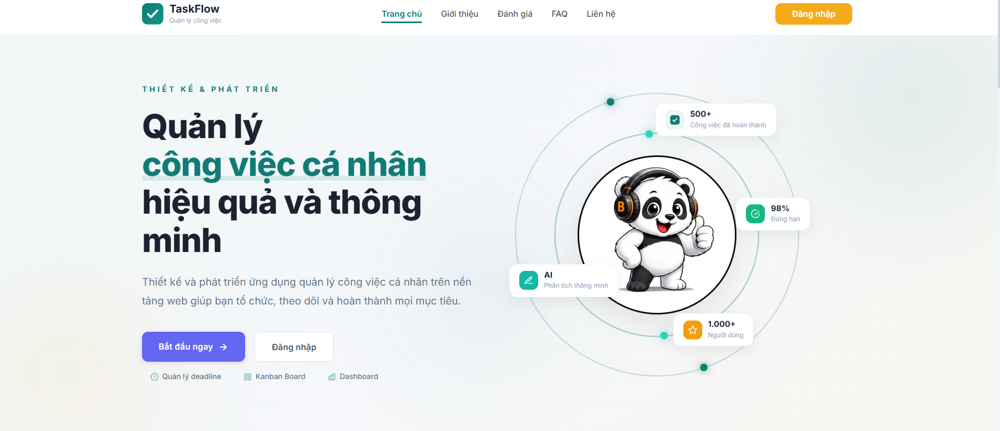 TaskFlow
Quản lý công việc
Trang chủ
Giới thiệu
Đánh giá
FAQ
Liên hệ
Đăng nhập
THIẾT KẾ & PHÁT TRIỂN
Quản lý
công việc cá nhân
hiệu quả và thông
minh
Thiết kế và phát triển ứng dụng quản lý công việc cá nhân trên nền
tảng web giúp bạn tổ chức, theo dõi và hoàn thành mọi mục tiêu.
Bắt đầu ngay
Đăng nhập
Quản lý deadline
Kanban Board
Dashboard
500+
Công việc đã hoàn thành
B
98%
Đúng hạn
AI
Phân tích thông minh
1.000+
Người dùng